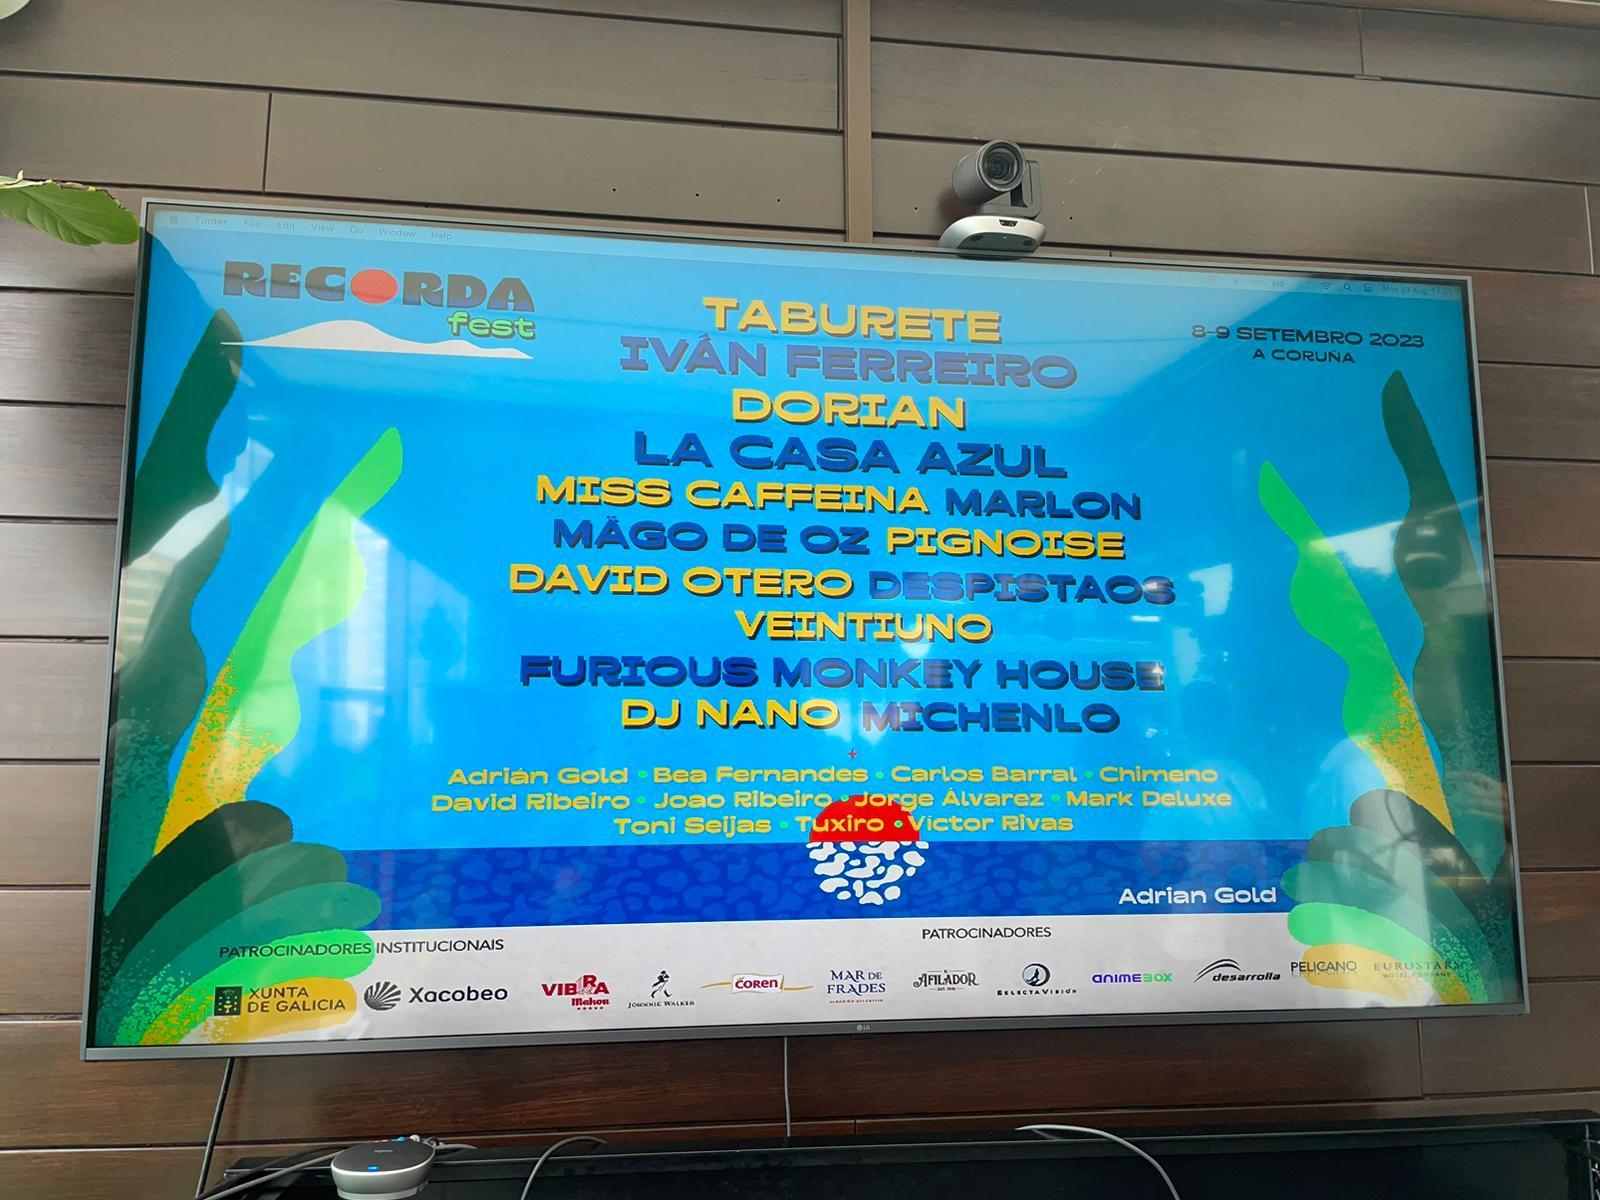 Finder File Edit View Go Window Help
RECORDA
fest
8-9 SETEMBRO 2023
A CORUÑA
TABURETE
IVÁN FERREIRO
DORIAN
LA CASA AZUL
MISS CAFFEINA MARLON
MÄGO DE OZ PIGNOISE
DAVID OTERO DESPISTAOS
VEINTIUNO
FURIOUS MONKEY HOUSE
DJ NANO MICHENLO
Adrián Gold • Bea Fernandes • Carlos Barral • Chimeno
David Ribeiro • Joao Ribeiro • Jorge Álvarez • Mark Deluxe
Toni Seijas • Tuxiro • Víctor Rivas
Adrian Gold
PATROCINADORES INSTITUCIONAIS
XUNTA
DE GALICIA
Xacobeo
PATROCINADORES
VIBRA
Mahou
JOHNNIE WALKER
coren
MAR DE
FRADES
AFILADOR
SELECTAVISIÓN
ANIMEBOX
desarrolla
PELICANO
EUROSTARS
HOTEL COMPANY
LG